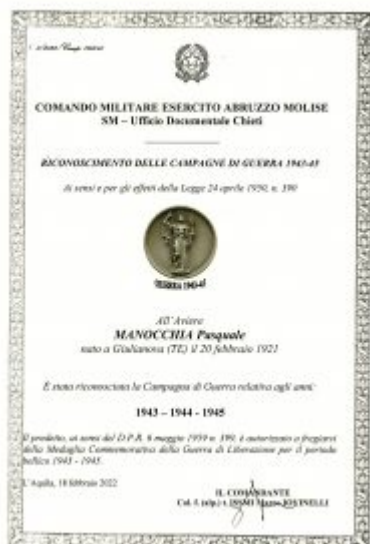 COMANDO MILITARE ESERCITO ABRUZZO MOLISE
SM – Ufficio Documentale Chieti
RICONOSCIMENTO DELLE CAMPAGNE DI GUERRA 1943-45
Ai sensi e per gli effetti della Legge 24 aprile 1950, n. 390
GUERRA 1943-45
All'Aviere
MANOCCHIA Pasquale
nato a Giulianova (TE) il 20 febbraio 1921
È stata riconosciuta la Campagna di Guerra relativa agli anni:
1943 – 1944 - 1945
Il predetto, ai sensi del D.P.R. 6 maggio 1959 n. 399, è autorizzato a fregiarsi
della Medaglia Commemorativa della Guerra di Liberazione per il periodo
bellico 1943 - 1945.
L'Aquila, 18 febbraio 2022
IL COMANDANTE
Col. Marco IOVINELLI